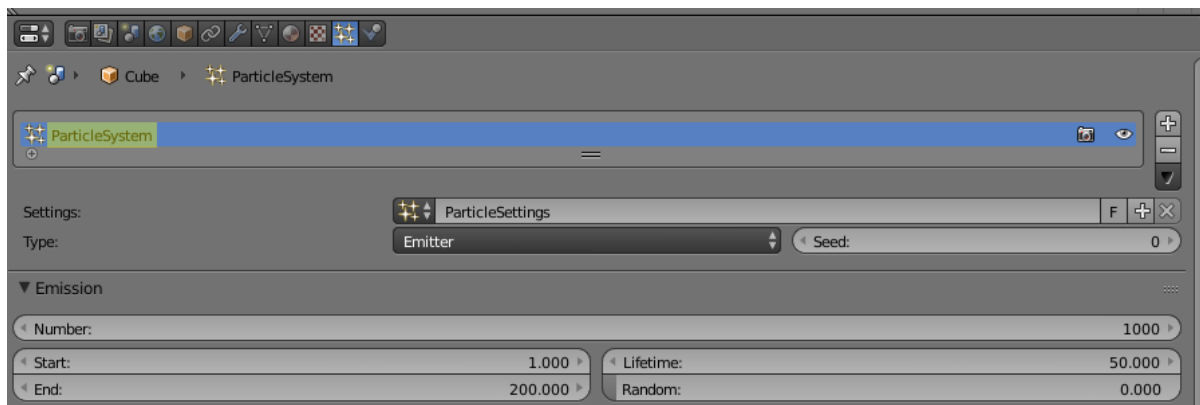 Cube ParticleSystem
ParticleSystem
Settings: ParticleSettings F
Type: Emitter Seed: 0
Emission
Number: 1000
Start: 1.000 Lifetime: 50.000
End: 200.000 Random: 0.000